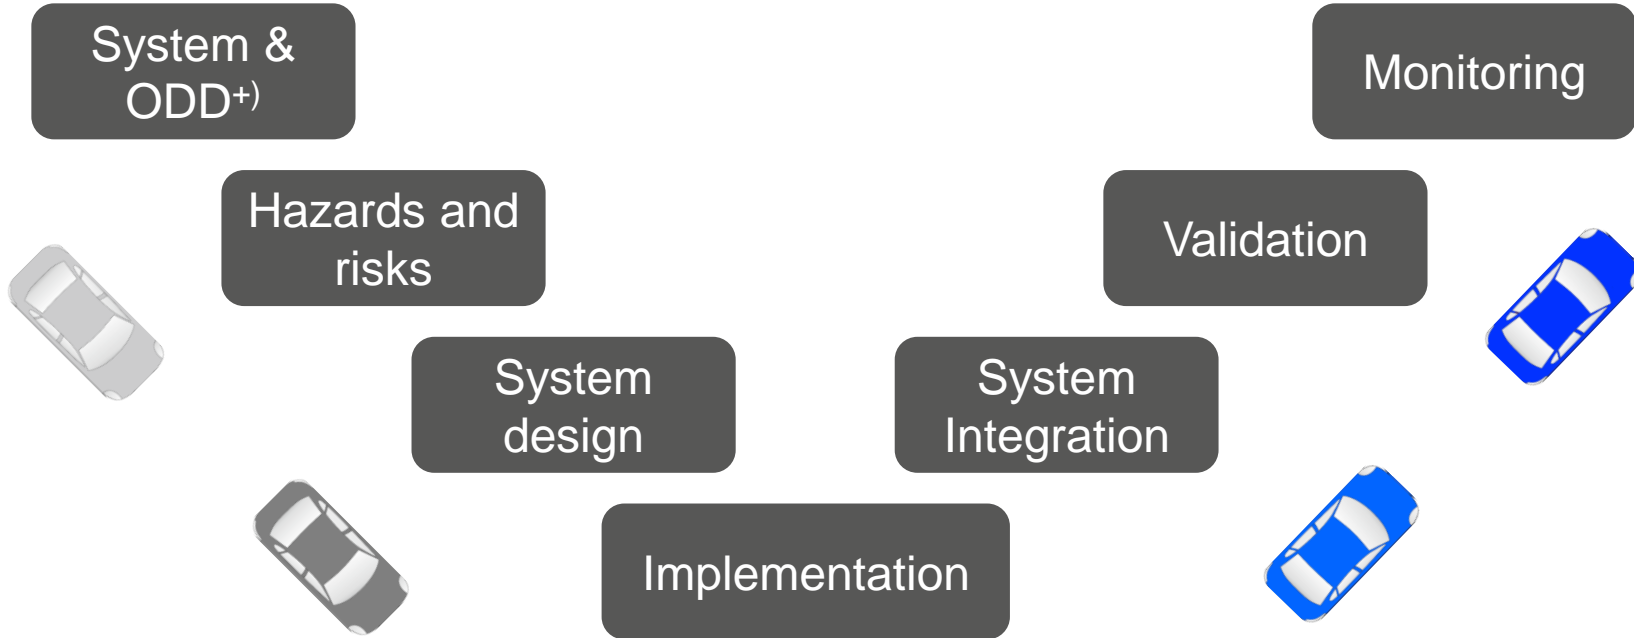 System &
ODD+)
Monitoring
Hazards and
risks
Validation
System
design
System
Integration
Implementation